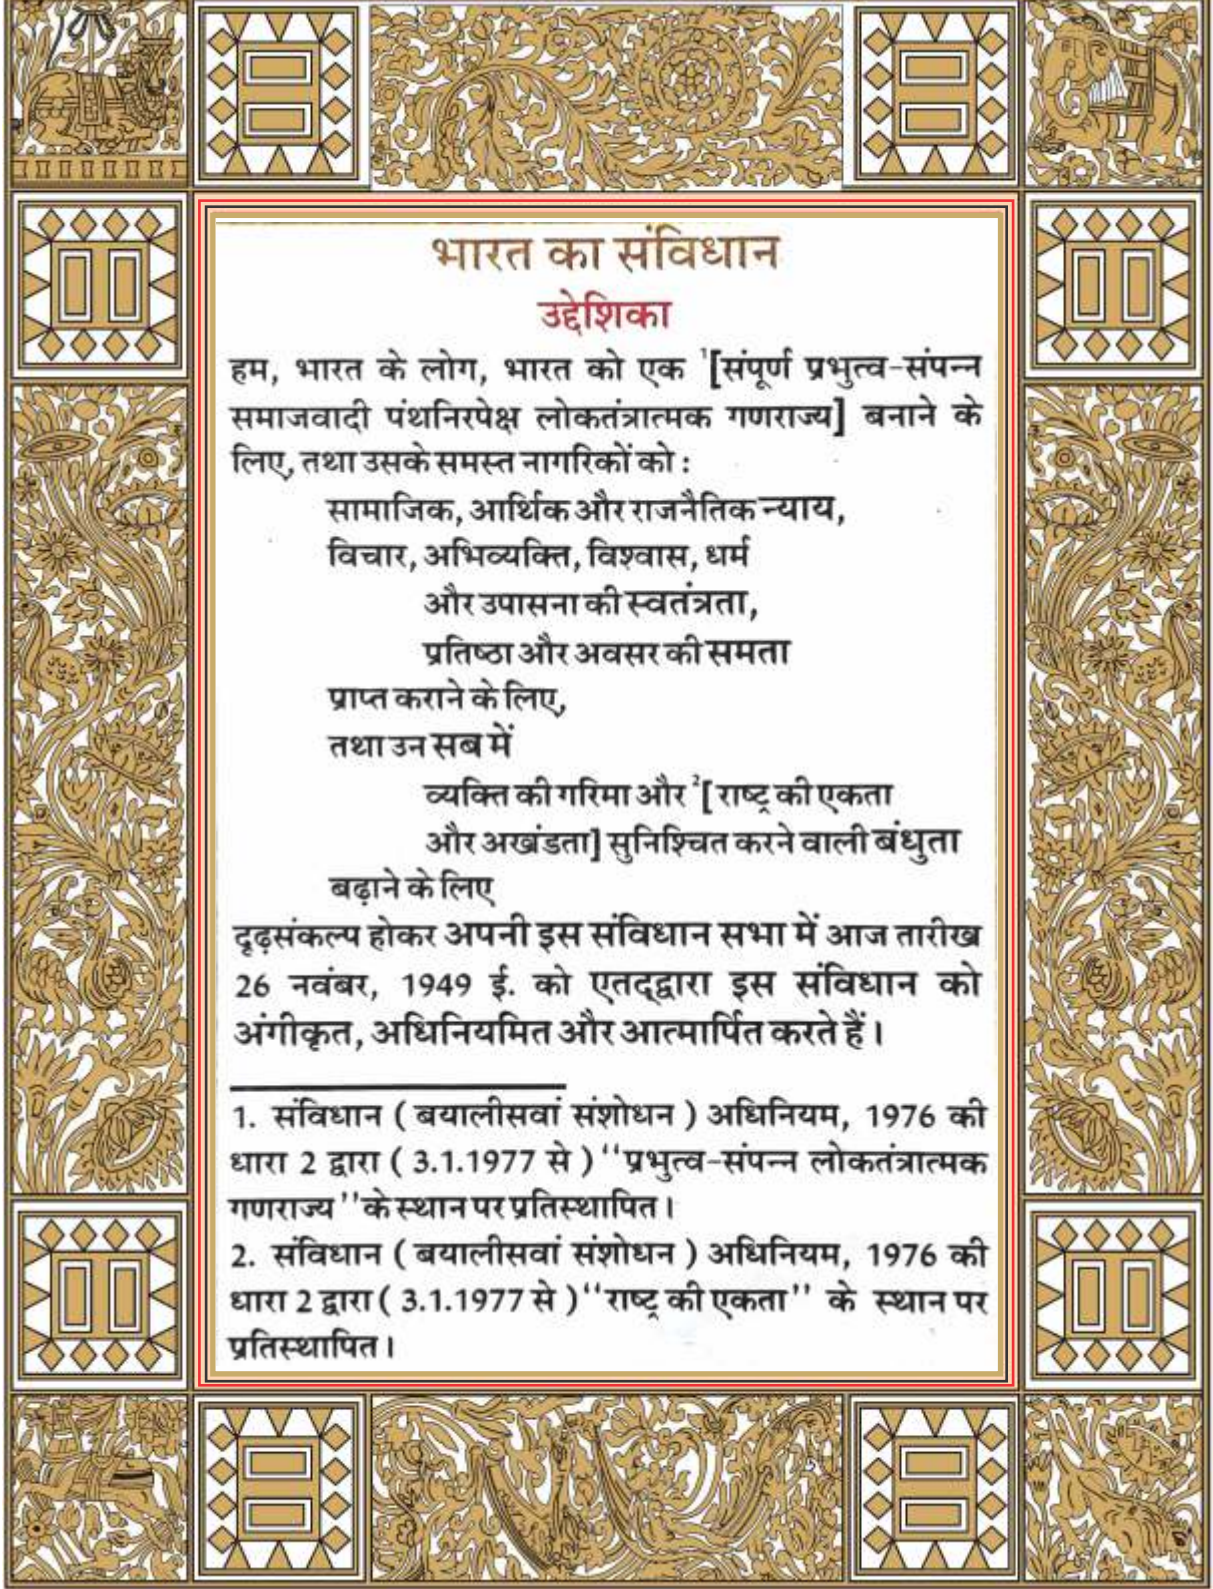 भारत का संविधान
उद्देशिका
हम, भारत के लोग, भारत को एक ¹[संपूर्ण प्रभुत्व-संपन्न
समाजवादी पंथनिरपेक्ष लोकतंत्रात्मक गणराज्य] बनाने के
लिए, तथा उसके समस्त नागरिकों को :
सामाजिक, आर्थिक और राजनैतिक न्याय,
विचार, अभिव्यक्ति, विश्वास, धर्म
और उपासना की स्वतंत्रता,
प्रतिष्ठा और अवसर की समता
प्राप्त कराने के लिए,
तथा उन सब में
व्यक्ति की गरिमा और ²[राष्ट्र की एकता
और अखंडता] सुनिश्चित करने वाली बंधुता
बढ़ाने के लिए
दृढ़संकल्प होकर अपनी इस संविधान सभा में आज तारीख
26 नवंबर, 1949 ई. को एतद्द्वारा इस संविधान को
अंगीकृत, अधिनियमित और आत्मार्पित करते हैं।
1. संविधान ( बयालीसवां संशोधन ) अधिनियम, 1976 की
धारा 2 द्वारा ( 3.1.1977 से ) ‘‘प्रभुत्व-संपन्न लोकतंत्रात्मक
गणराज्य ’’के स्थान पर प्रतिस्थापित।
2. संविधान ( बयालीसवां संशोधन ) अधिनियम, 1976 की
धारा 2 द्वारा ( 3.1.1977 से ) ‘‘राष्ट्र की एकता’’ के स्थान पर
प्रतिस्थापित।